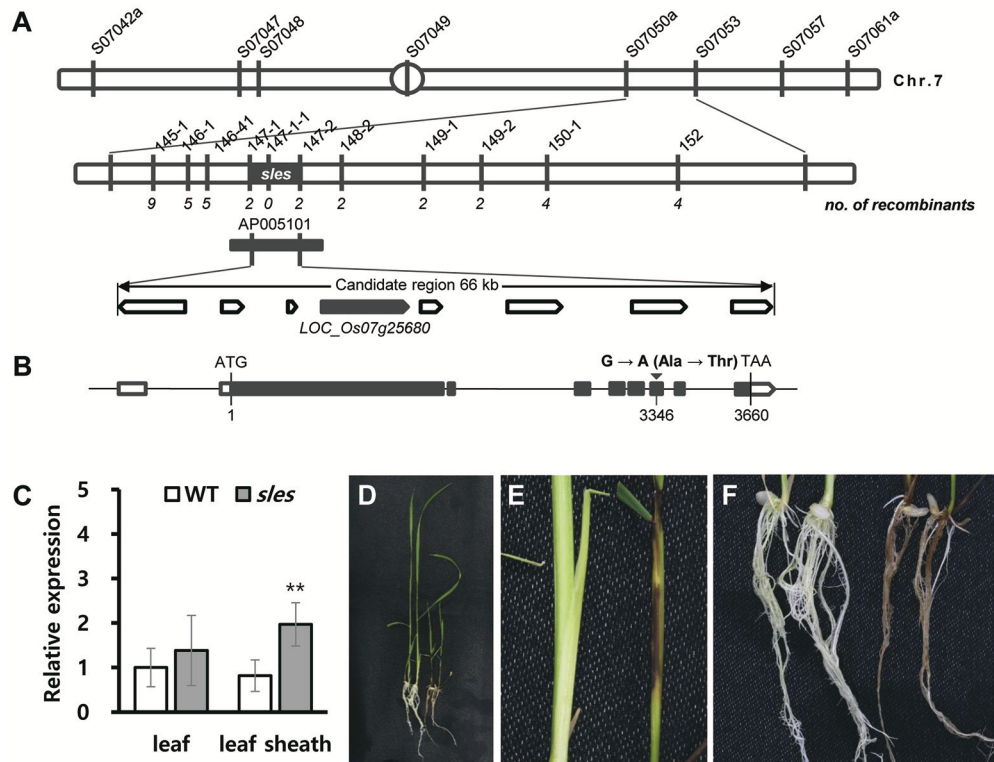 A
S07042a S07047 S07048 S07049 S07050a S07053 S07057 S07061a
Chr.7
145-1 146-1 146-41 147-1 147-1-1 147-2 148-2 149-1 149-2 150-1 152
sles
9 5 5 2 0 2 2 2 2 4 4 no. of recombinants
AP005101
Candidate region 66 kb
LOC_Os07g25680
B
ATG G → A (Ala → Thr) TAA
1 3346 3660
C
WT sles
Relative expression
5
4
3
2
1
0
**
leaf leaf sheath
D
E
F